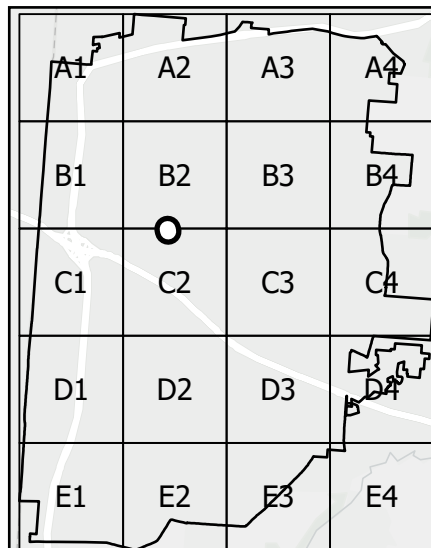 A1 A2 A3 A4
B1 B2 B3 B4
C1 C2 C3 C4
D1 D2 D3 D4
E1 E2 E3 E4